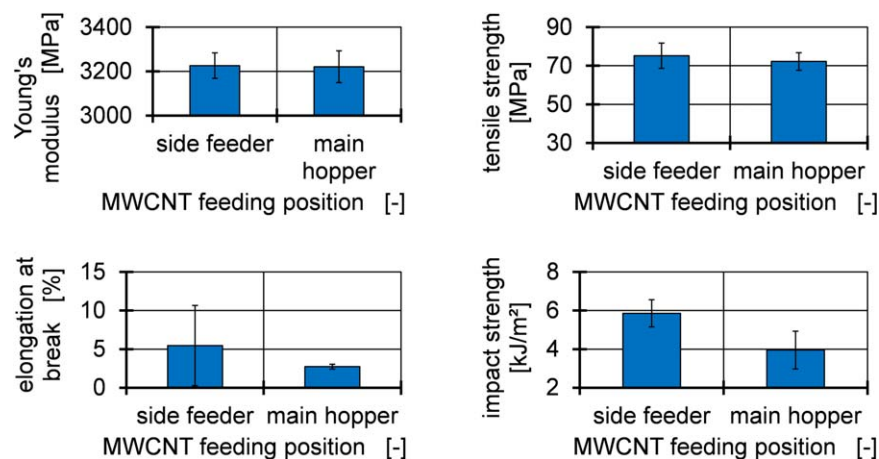 Young's
modulus [MPa]
3400
3200
3000
side feeder
main
hopper
MWCNT feeding position [-]
tensile strength
[MPa]
90
70
50
30
side feeder
main hopper
MWCNT feeding position [-]
elongation at
break [%]
15
10
5
0
side feeder
main hopper
MWCNT feeding position [-]
impact strength
[kJ/m²]
8
6
4
2
side feeder
main hopper
MWCNT feeding position [-]